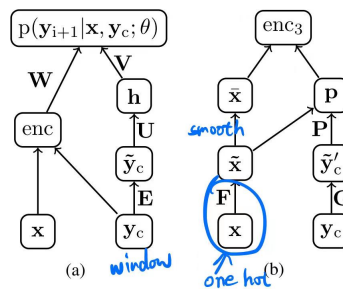 p(y_{i+1}|x, y_c; θ)
W
V
h
enc
U
ỹ_c
E
x
y_c
window
(a)
enc_3
x̄
p
smooth
P
x̃
ỹ'_c
F
x
y_c
one hot
(b)